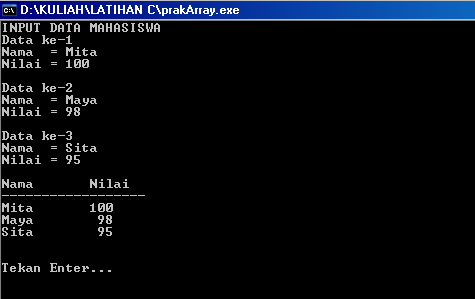 D:\KULIAH\LATIHAN C\prakArray.exe
INPUT DATA MAHASISWA
Data ke-1
Nama  = Mita
Nilai = 100
Data ke-2
Nama  = Maya
Nilai = 98
Data ke-3
Nama  = Sita
Nilai = 95
Nama       Nilai
------------------
Mita       100
Maya        98
Sita        95
Tekan Enter...